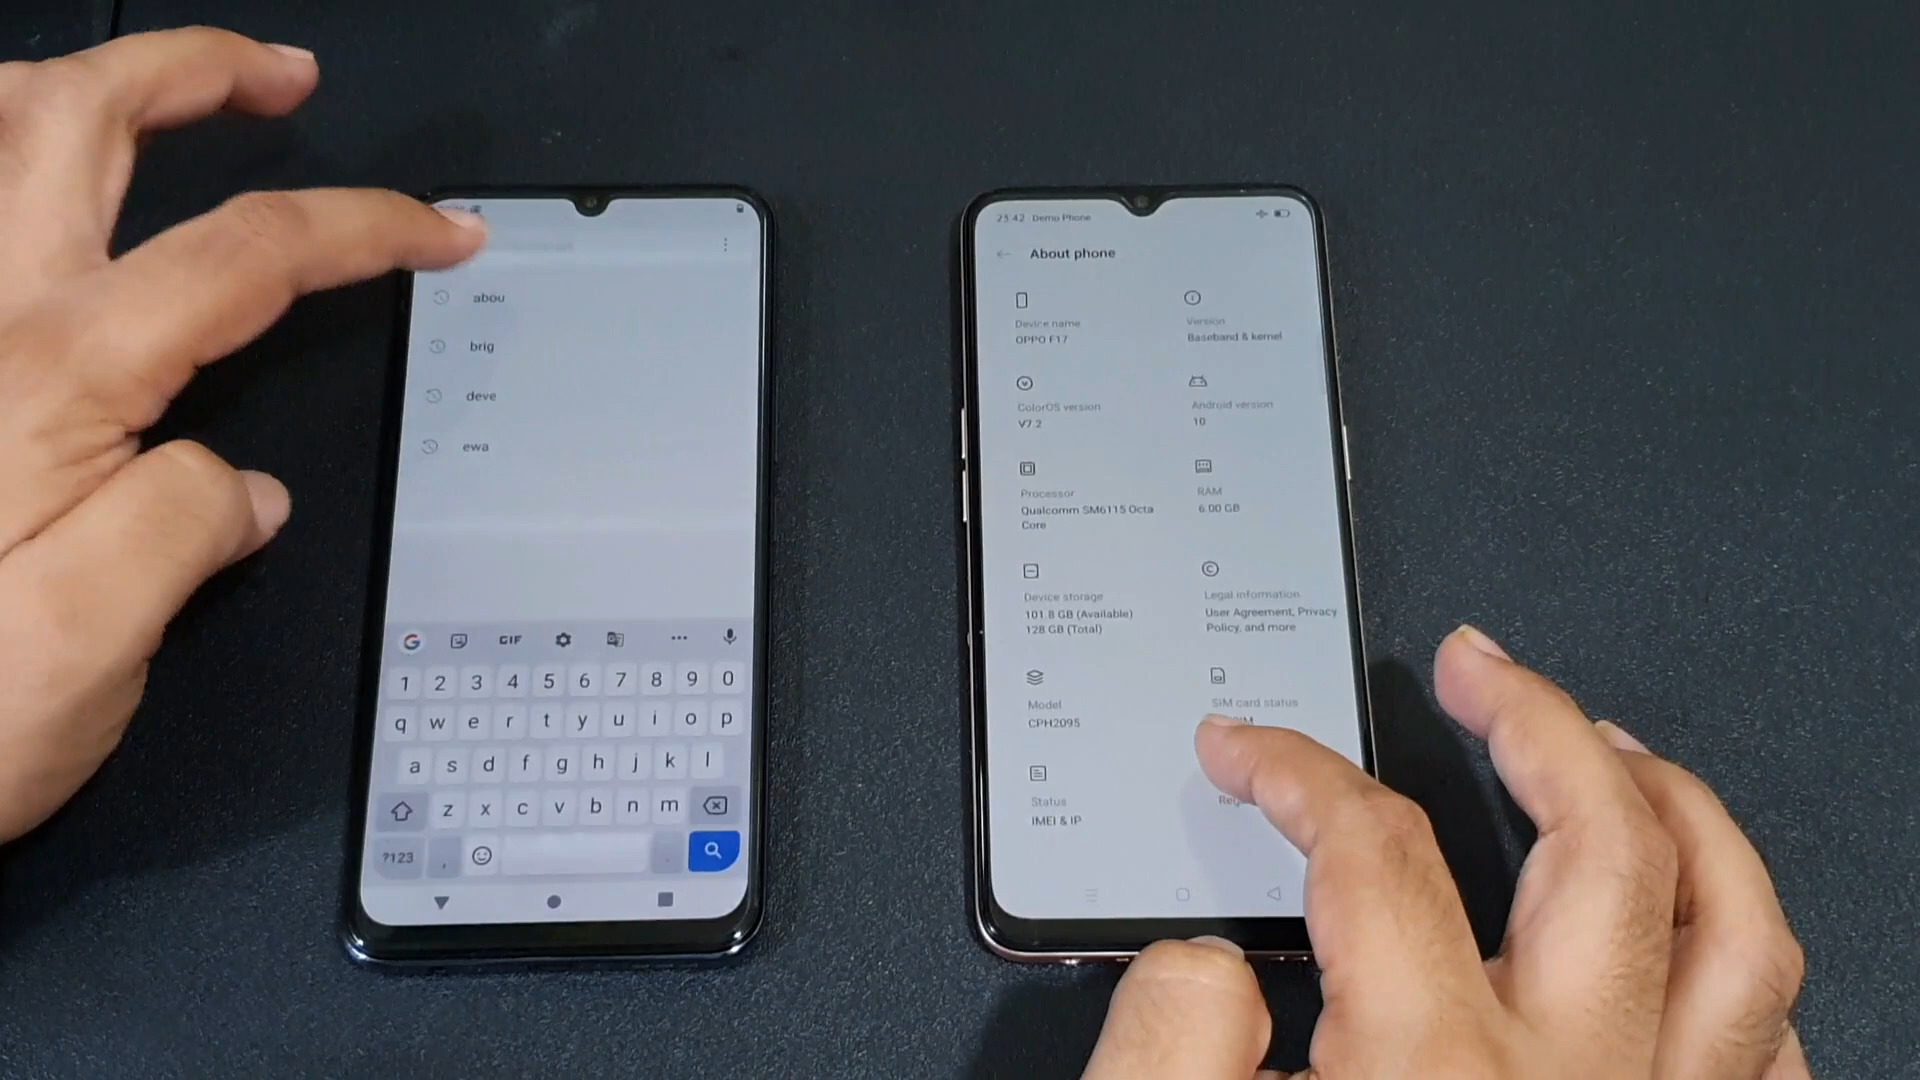 abou
brig
deve
ewa
GIF
1 2 3 4 5 6 7 8 9 0
q w e r t y u i o p
a s d f g h j k l
z x c v b n m
?123 , .
23:42 Demo Phone
About phone
Device name
OPPO F17
Version
Baseband & kernel
ColorOS version
V7.2
Android version
10
Processor
Qualcomm SM6115 Octa
Core
RAM
6.00 GB
Device storage
101.8 GB (Available)
128 GB (Total)
Legal information
User Agreement, Privacy
Policy, and more
Model
CPH2095
SIM card status
Status
IMEI & IP